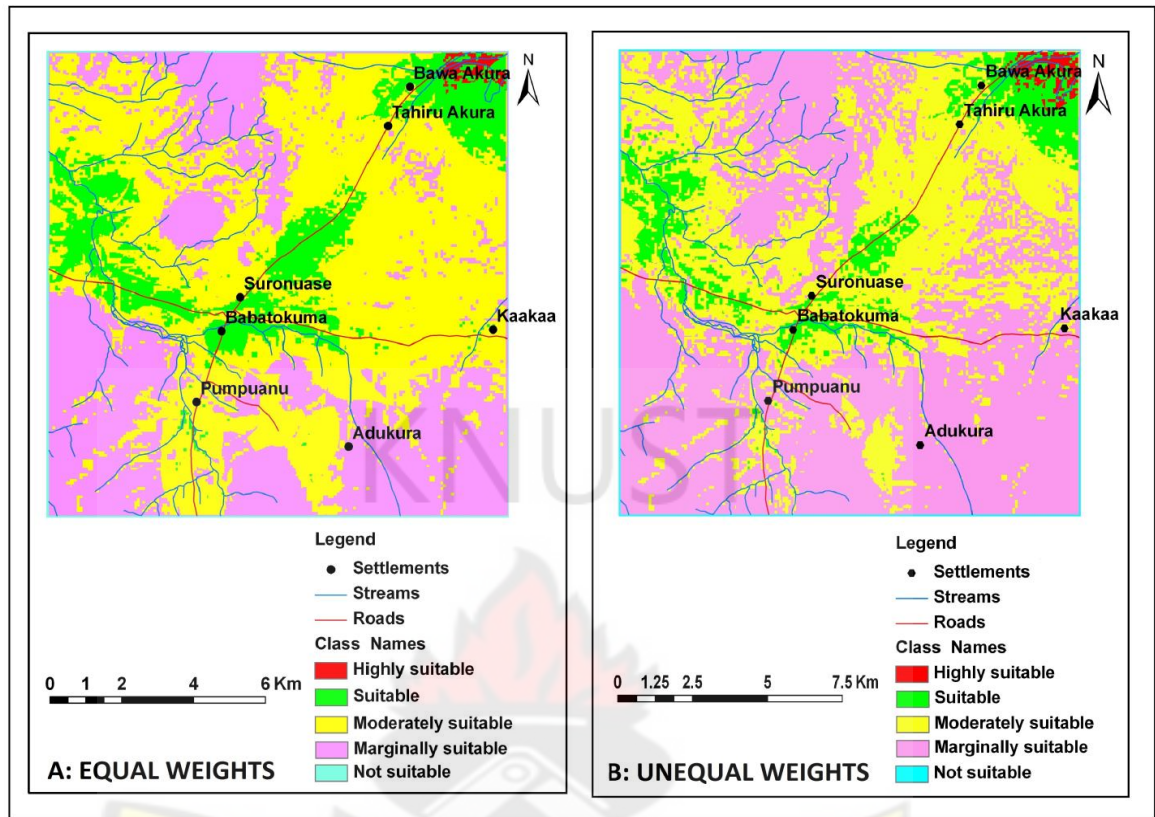 N
Bawa Akura
Tahiru Akura
Suronuase
Babatokuma
Kaakaa
Pumpuanu
Adukura
Legend
Settlements
Streams
Roads
Class Names
Highly suitable
Suitable
Moderately suitable
Marginally suitable
Not suitable
0 1 2 4 6 Km
A: EQUAL WEIGHTS
N
Bawa Akura
Tahiru Akura
Suronuase
Babatokuma
Kaakaa
Pumpuanu
Adukura
Legend
Settlements
Streams
Roads
Class Names
Highly suitable
Suitable
Moderately suitable
Marginally suitable
Not suitable
0 1.25 2.5 5 7.5 Km
B: UNEQUAL WEIGHTS
KNUST